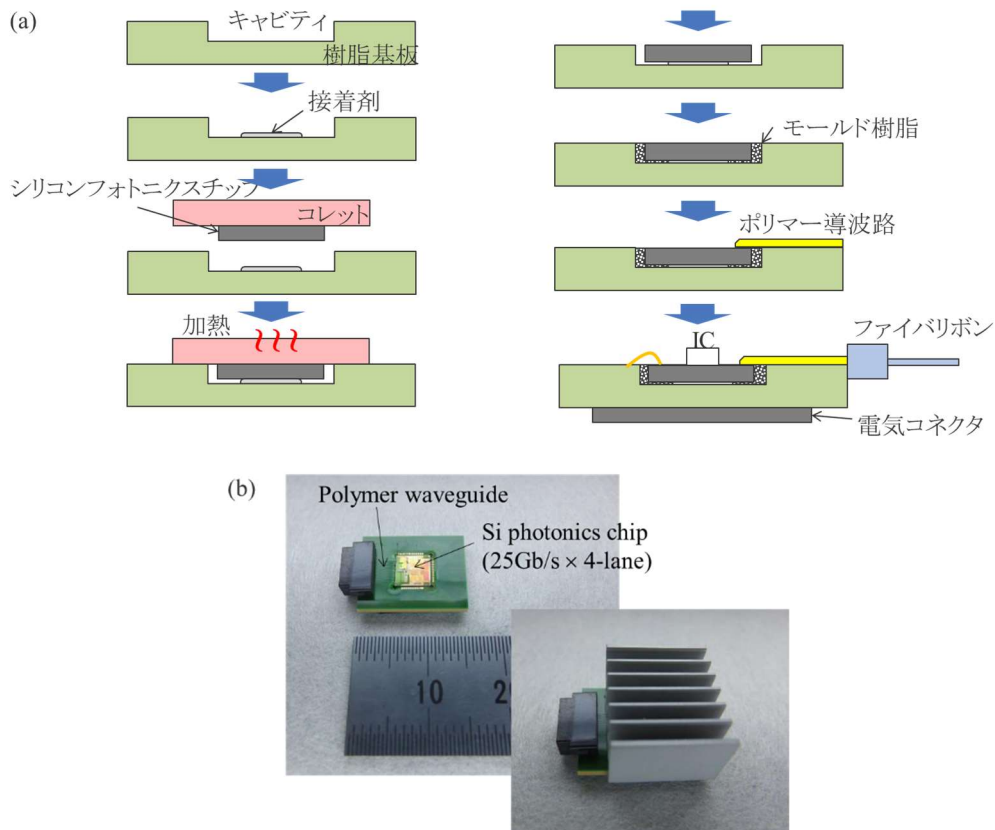 (a)
キャビティ
樹脂基板
接着剤
シリコンフォトニクスチップ
コレット
加熱
モールド樹脂
ポリマー導波路
IC
ファイバリボン
電気コネクタ
(b)
Polymer waveguide
Si photonics chip
(25Gb/s × 4-lane)
10